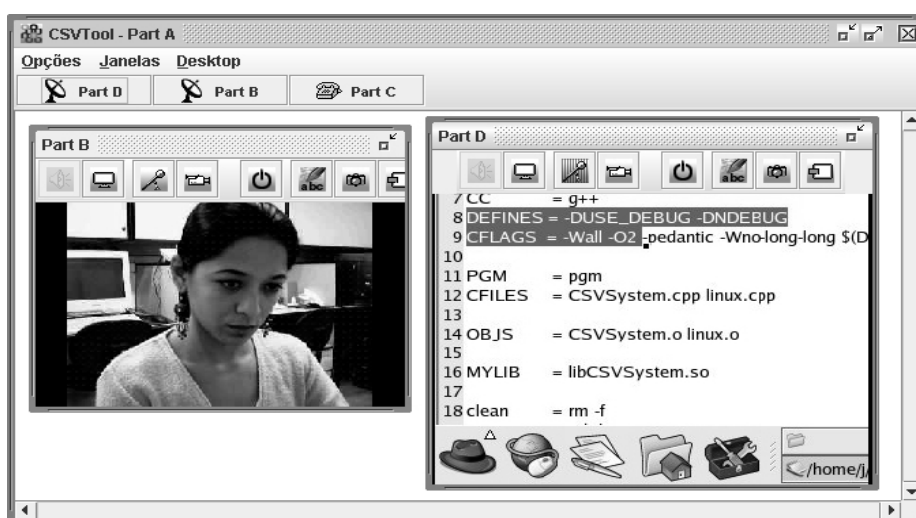 CSVTool - Part A
Opções Janelas Desktop
Part D Part B Part C
Part B
abc
Part D
abc
7 CC = g++
8 DEFINES = -DUSE_DEBUG -DNDEBUG
9 CFLAGS = -Wall -O2 -pedantic -Wno-long-long $(D
10
11 PGM = pgm
12 CFILES = CSVSystem.cpp linux.cpp
13
14 OBJS = CSVSystem.o linux.o
15
16 MYLIB = libCSVSystem.so
17
18 clean = rm -f
/home/j/